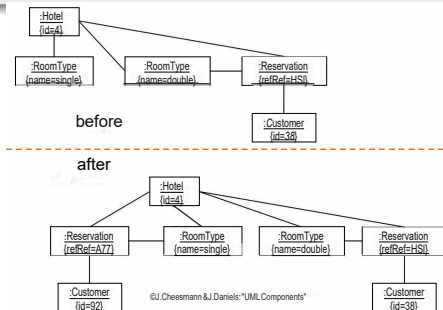 :Hotel
{id=4}
:RoomType
{name=single}
:RoomType
{name=double}
:Reservation
{refRef=HSI}
:Customer
{id=38}
before
after
:Hotel
{id=4}
:Reservation
{refRef=A77}
:RoomType
{name=single}
:RoomType
{name=double}
:Reservation
{refRef=HSI}
:Customer
{id=92}
©J.Cheesmann &J.Daniels:"UML Components"
:Customer
{id=38}